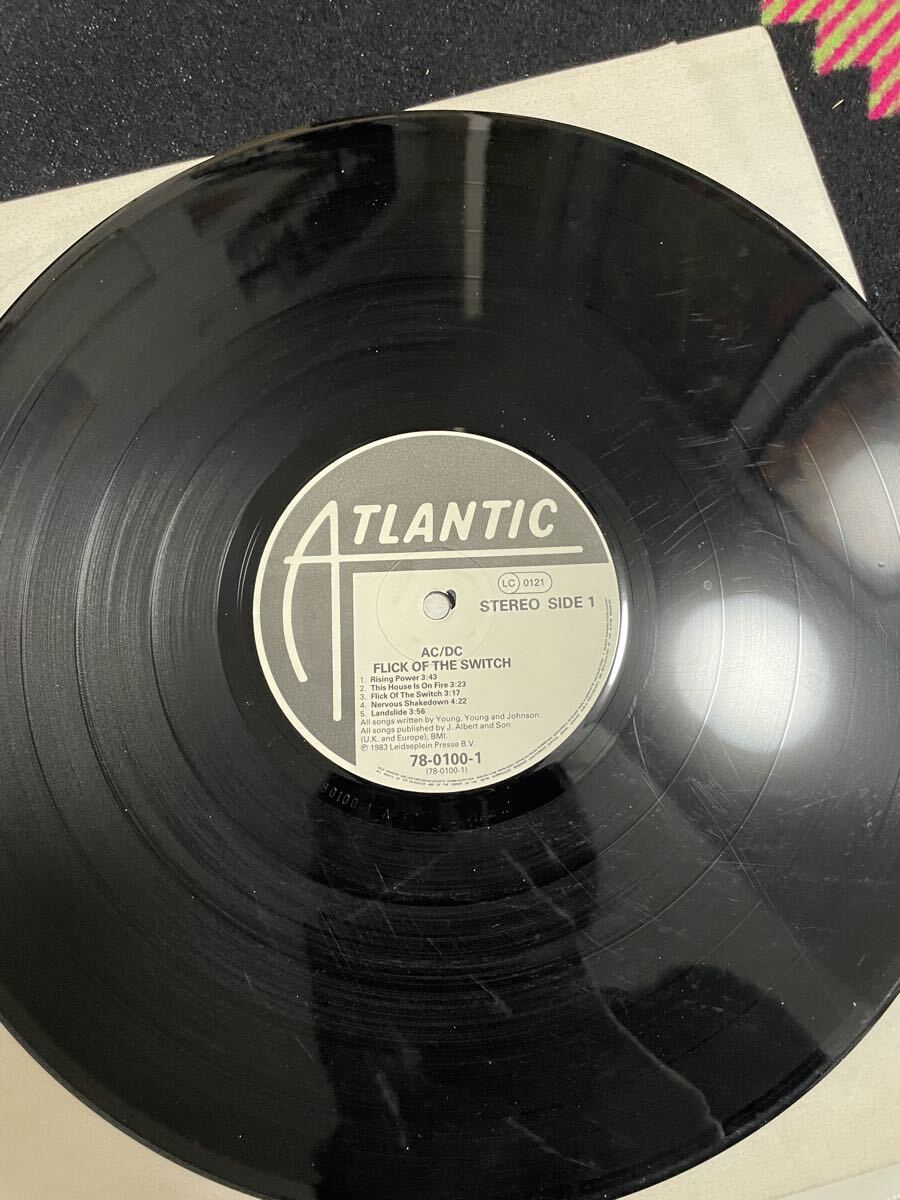 ATLANTIC
LC 0121
STEREO SIDE 1
AC/DC
FLICK OF THE SWITCH
1. Rising Power 3:43
2. This House Is On Fire 3:23
3. Flick Of The Switch 3:17
4. Nervous Shakedown 4:22
5. Landslide 3:56
All songs written by Young, Young and Johnson.
All songs published by J. Albert and Son
(U.K. and Europe), BMI.
℗ 1983 Leidseplein Presse B.V.
78-0100-1
(78-0100-1)